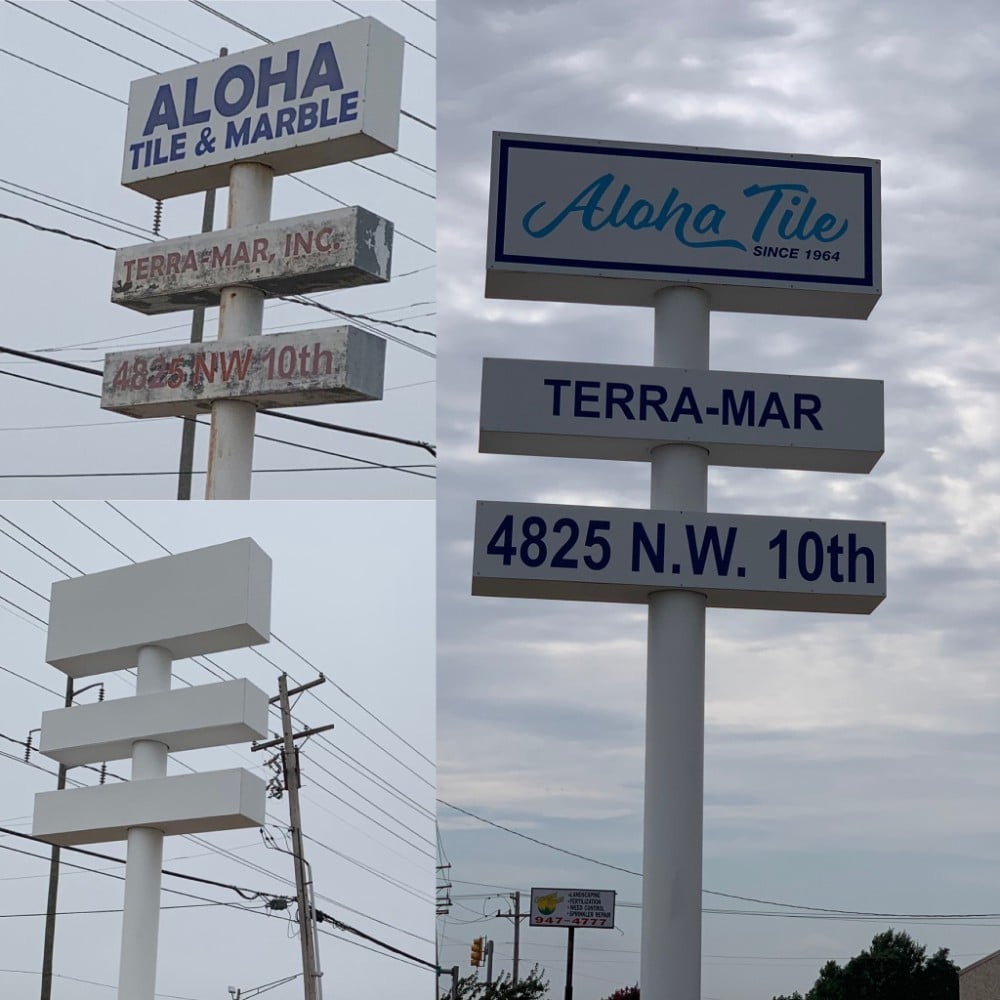 ALOHA
TILE & MARBLE
TERRA-MAR, INC.
4825 NW 10th
Aloha Tile
SINCE 1964
TERRA-MAR
4825 N.W. 10th
•LANDSCAPING
•FERTILIZATION
•WEED CONTROL
•SPRINKLER REPAIR
947-4777